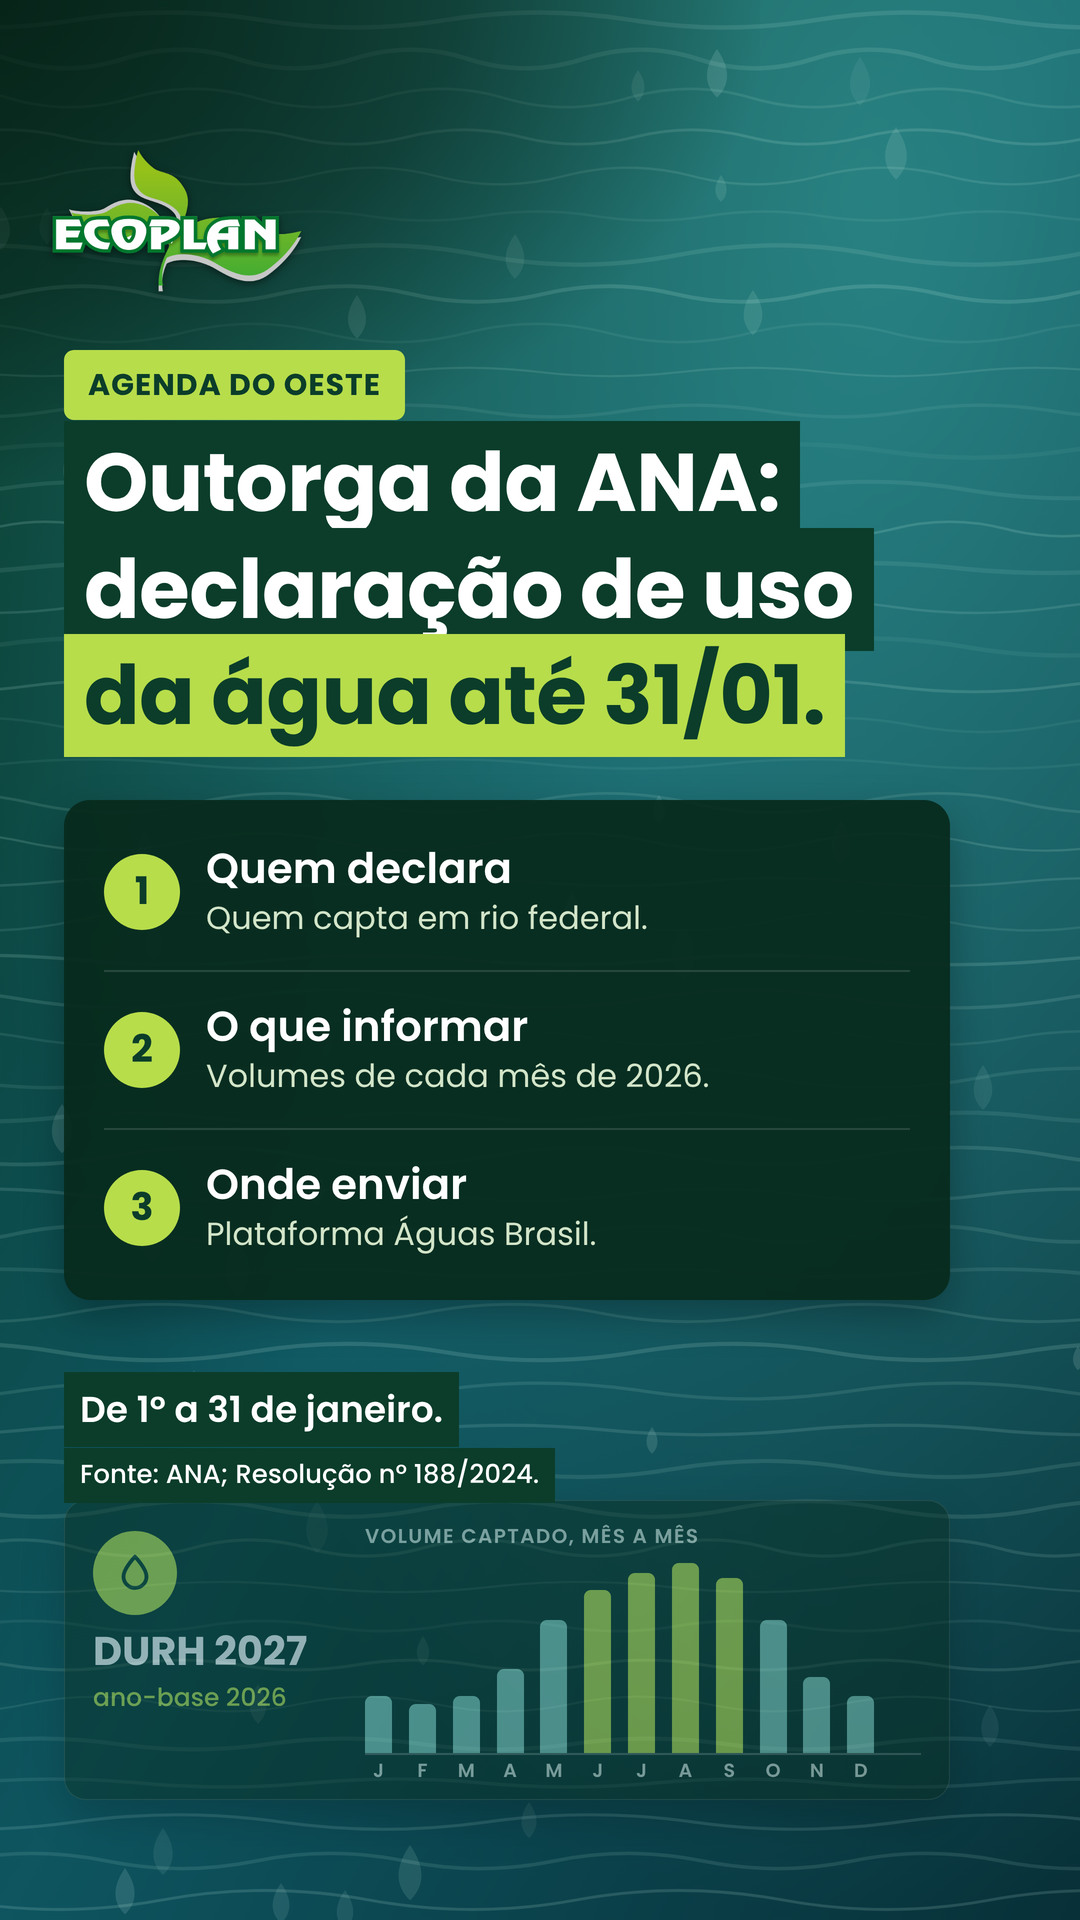 ECOPLAN
AGENDA DO OESTE
Outorga da ANA:
declaração de uso
da água até 31/01.
1
Quem declara
Quem capta em rio federal.
2
O que informar
Volumes de cada mês de 2026.
3
Onde enviar
Plataforma Águas Brasil.
De 1º a 31 de janeiro.
Fonte: ANA; Resolução nº 188/2024.
VOLUME CAPTADO, MÊS A MÊS
DURH 2027
ano-base 2026
J F M A M J J A S O N D